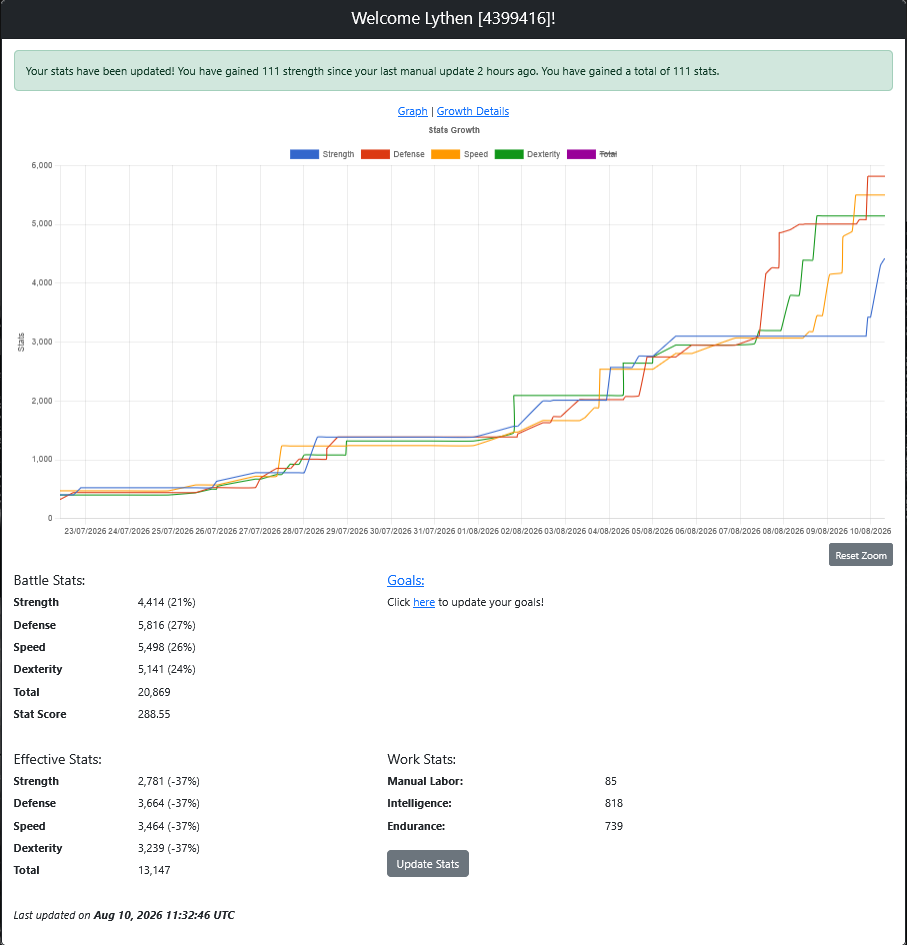 Welcome Lythen [4399416]!
Your stats have been updated! You have gained 111 strength since your last manual update 2 hours ago. You have gained a total of 111 stats.
Graph | Growth Details
Stats Growth
Strength Defense Speed Dexterity Total
6,000
5,000
4,000
3,000
2,000
1,000
0
Stats
23/07/2026 24/07/2026 25/07/2026 26/07/2026 27/07/2026 28/07/2026 29/07/2026 30/07/2026 31/07/2026 01/08/2026 02/08/2026 03/08/2026 04/08/2026 05/08/2026 06/08/2026 07/08/2026 08/08/2026 09/08/2026 10/08/2026
Reset Zoom
Battle Stats:
Strength 4,414 (21%)
Defense 5,816 (27%)
Speed 5,498 (26%)
Dexterity 5,141 (24%)
Total 20,869
Stat Score 288.55
Goals:
Click here to update your goals!
Effective Stats:
Strength 2,781 (-37%)
Defense 3,664 (-37%)
Speed 3,464 (-37%)
Dexterity 3,239 (-37%)
Total 13,147
Work Stats:
Manual Labor: 85
Intelligence: 818
Endurance: 739
Update Stats
Last updated on Aug 10, 2026 11:32:46 UTC